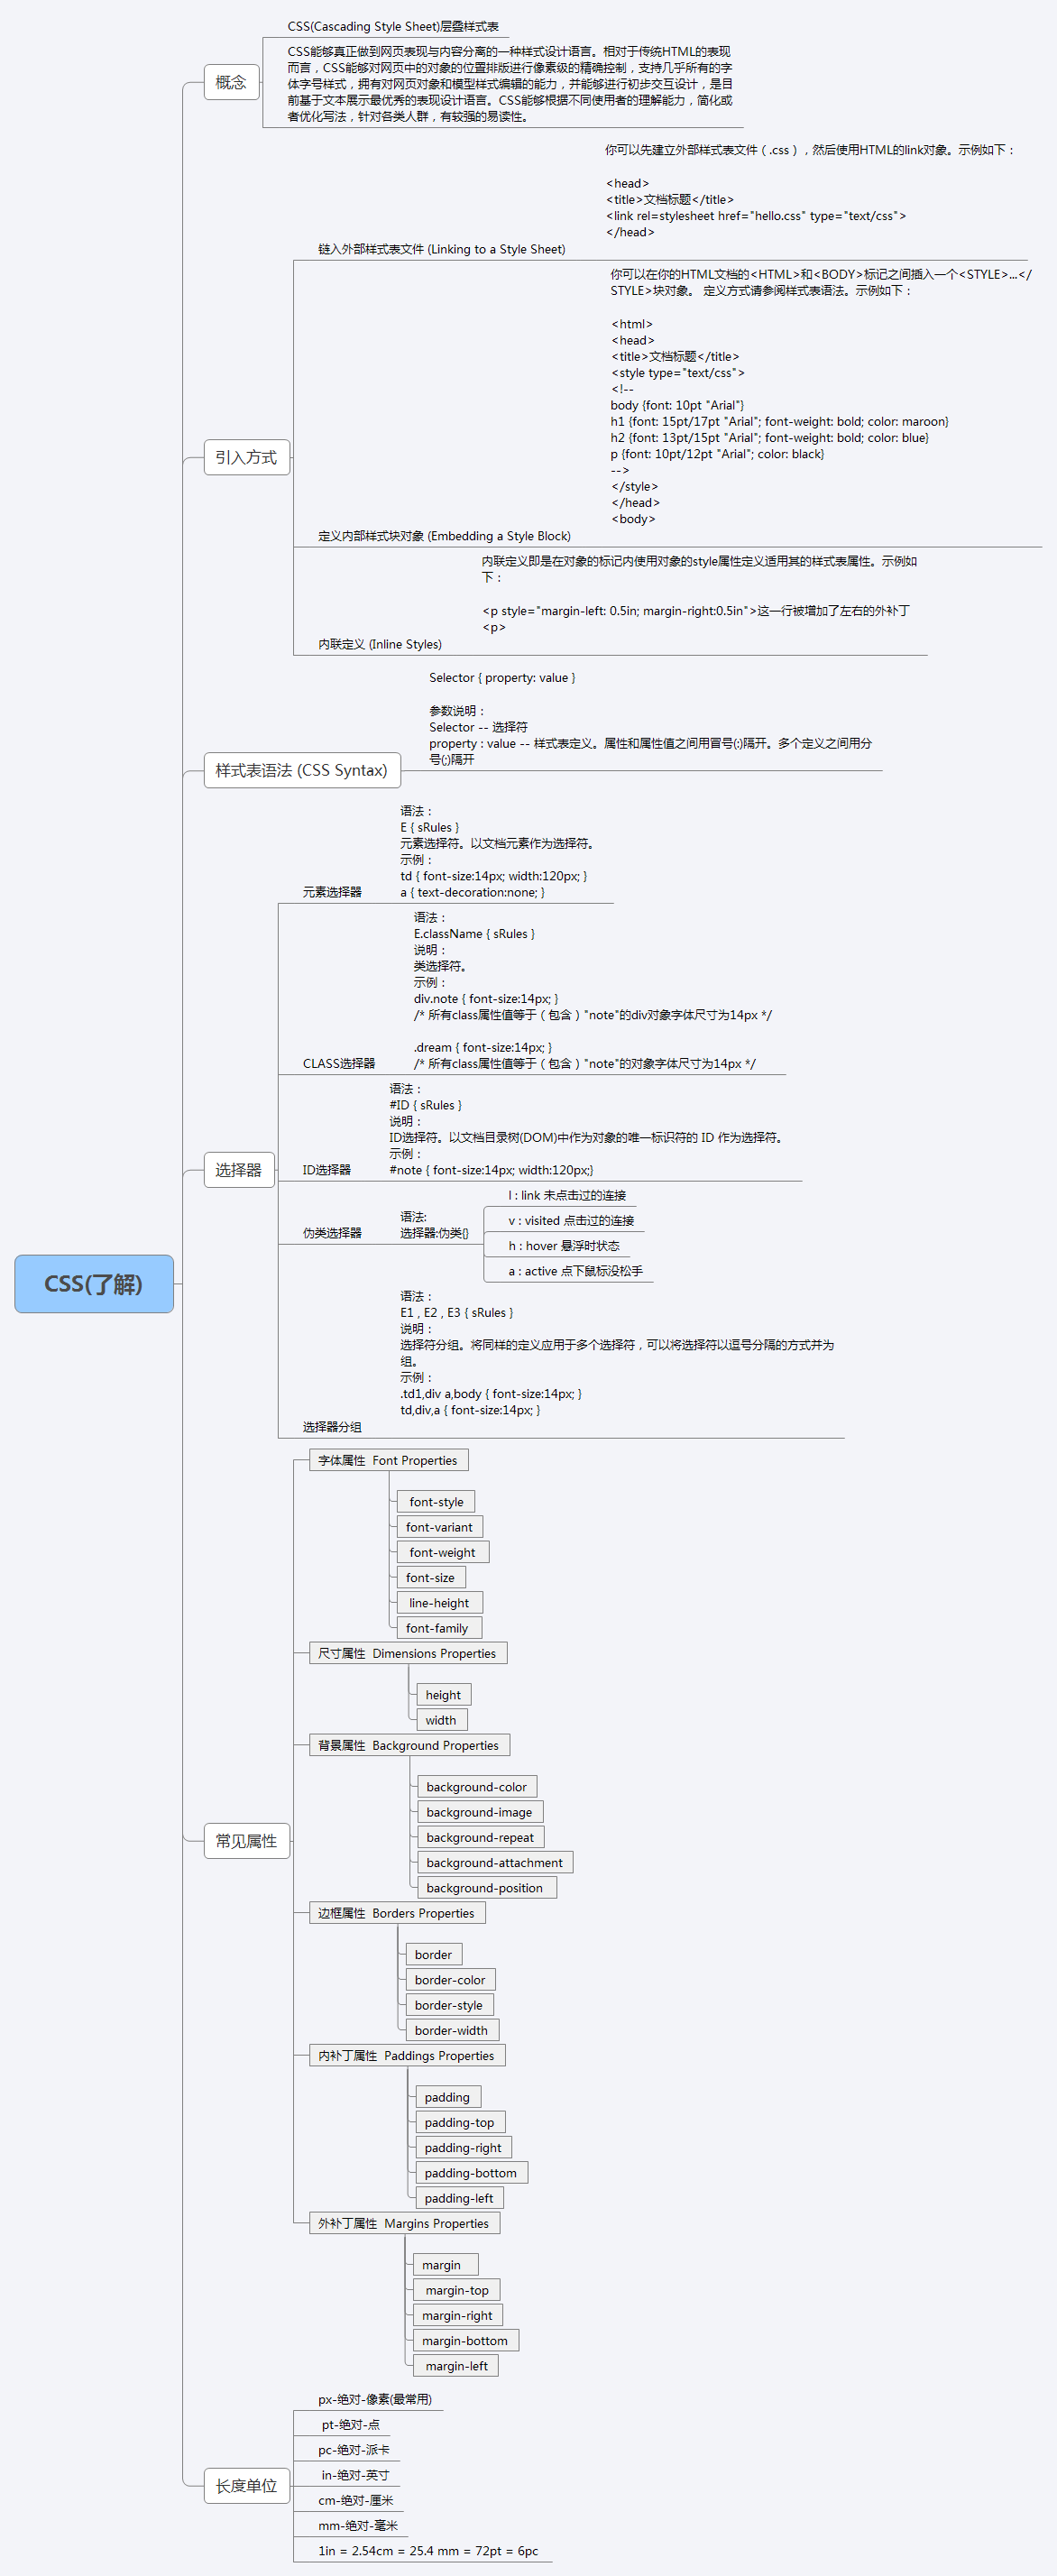 CSS(了解)
概念
CSS(Cascading Style Sheet)层叠样式表
CSS能够真正做到网页表现与内容分离的一种样式设计语言。相对于传统HTML的表现
而言，CSS能够对网页中的对象的位置排版进行像素级的精确控制，支持几乎所有的字
体字号样式，拥有对网页对象和模型样式编辑的能力，并能够进行初步交互设计，是目
前基于文本展示最优秀的表现设计语言。CSS能够根据不同使用者的理解能力，简化或
者优化写法，针对各类人群，有较强的易读性。
引入方式
链入外部样式表文件 (Linking to a Style Sheet)
你可以先建立外部样式表文件（.css），然后使用HTML的link对象。示例如下：
<head>
<title>文档标题</title>
<link rel=stylesheet href="hello.css" type="text/css">
</head>
定义内部样式块对象 (Embedding a Style Block)
你可以在你的HTML文档的<HTML>和<BODY>标记之间插入一个<STYLE>...</
STYLE>块对象。 定义方式请参阅样式表语法。示例如下：
<html>
<head>
<title>文档标题</title>
<style type="text/css">
<!--
body {font: 10pt "Arial"}
h1 {font: 15pt/17pt "Arial"; font-weight: bold; color: maroon}
h2 {font: 13pt/15pt "Arial"; font-weight: bold; color: blue}
p {font: 10pt/12pt "Arial"; color: black}
-->
</style>
</head>
<body>
内联定义 (Inline Styles)
内联定义即是在对象的标记内使用对象的style属性定义适用其的样式表属性。示例如
下：
<p style="margin-left: 0.5in; margin-right:0.5in">这一行被增加了左右的外补丁
<p>
样式表语法 (CSS Syntax)
Selector { property: value }
参数说明：
Selector -- 选择符
property : value -- 样式表定义。属性和属性值之间用冒号(:)隔开。多个定义之间用分
号(;)隔开
选择器
元素选择器
语法：
E { sRules }
元素选择符。以文档元素作为选择符。
示例：
td { font-size:14px; width:120px; }
a { text-decoration:none; }
CLASS选择器
语法：
E.className { sRules }
说明：
类选择符。
示例：
div.note { font-size:14px; }
/* 所有class属性值等于（包含）"note"的div对象字体尺寸为14px */
.dream { font-size:14px; }
/* 所有class属性值等于（包含）"note"的对象字体尺寸为14px */
ID选择器
语法：
#ID { sRules }
说明：
ID选择符。以文档目录树(DOM)中作为对象的唯一标识符的 ID 作为选择符。
示例：
#note { font-size:14px; width:120px;}
伪类选择器
语法:
选择器:伪类{}
l : link 未点击过的连接
v : visited 点击过的连接
h : hover 悬浮时状态
a : active 点下鼠标没松手
选择器分组
语法：
E1 , E2 , E3 { sRules }
说明：
选择符分组。将同样的定义应用于多个选择符，可以将选择符以逗号分隔的方式并为
组。
示例：
.td1,div a,body { font-size:14px; }
td,div,a { font-size:14px; }
常见属性
字体属性 Font Properties
font-style
font-variant
font-weight
font-size
line-height
font-family
尺寸属性 Dimensions Properties
height
width
背景属性 Background Properties
background-color
background-image
background-repeat
background-attachment
background-position
边框属性 Borders Properties
border
border-color
border-style
border-width
内补丁属性 Paddings Properties
padding
padding-top
padding-right
padding-bottom
padding-left
外补丁属性 Margins Properties
margin
margin-top
margin-right
margin-bottom
margin-left
长度单位
px-绝对-像素(最常用)
pt-绝对-点
pc-绝对-派卡
in-绝对-英寸
cm-绝对-厘米
mm-绝对-毫米
1in = 2.54cm = 25.4 mm = 72pt = 6pc